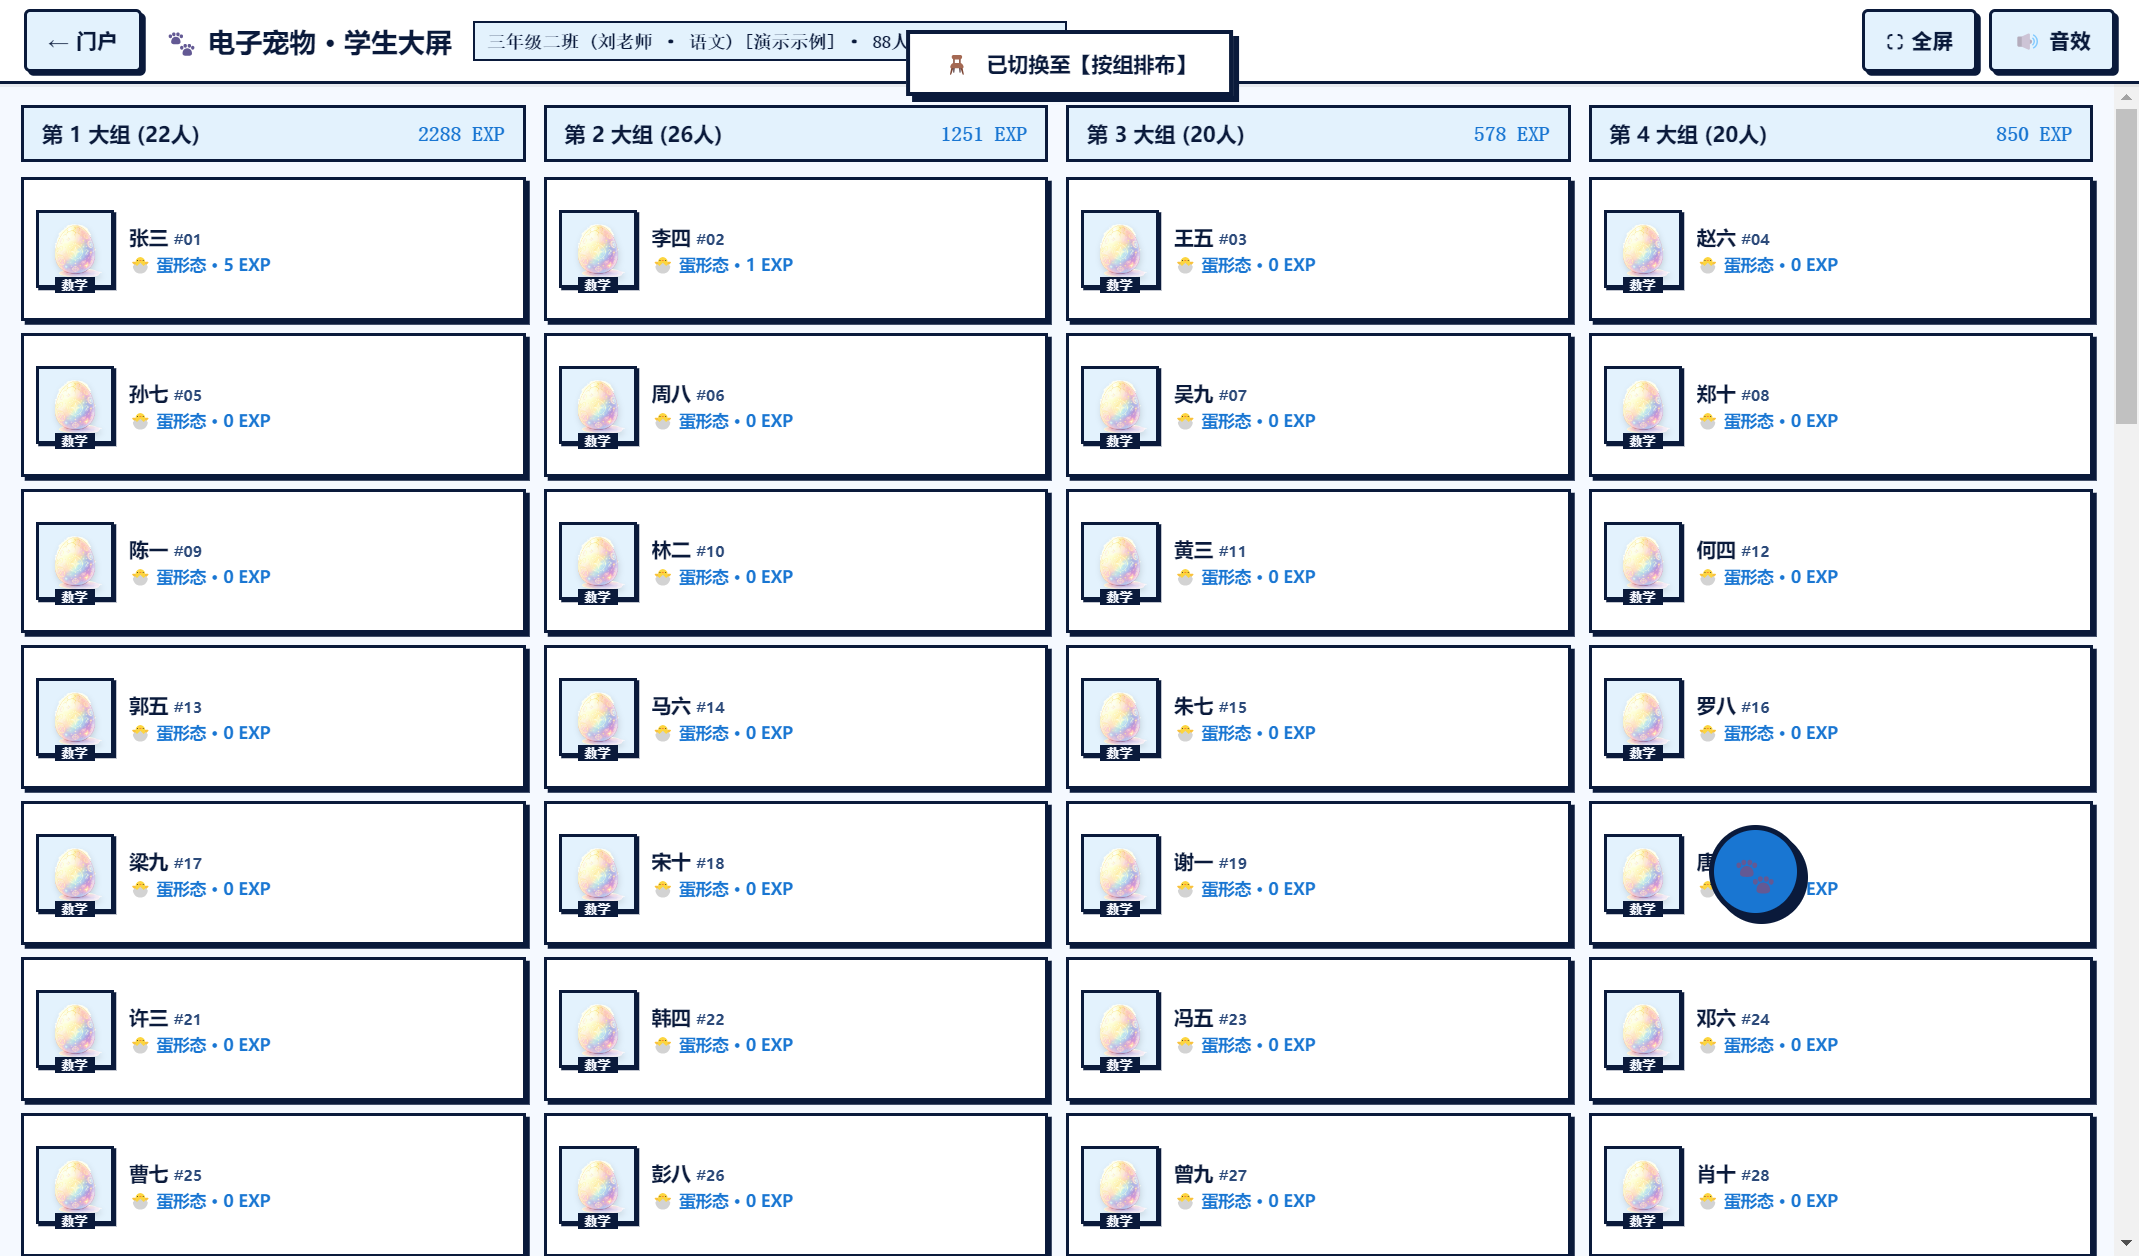 ← 门户
电子宠物 • 学生大屏
三年级二班 (刘老师 • 语文) [演示示例] • 88人
已切换至【按组排布】
全屏
音效
第 1 大组 (22人) 2288 EXP
第 2 大组 (26人) 1251 EXP
第 3 大组 (20人) 578 EXP
第 4 大组 (20人) 850 EXP
张三 #01
蛋形态 • 5 EXP
数学
李四 #02
蛋形态 • 1 EXP
数学
王五 #03
蛋形态 • 0 EXP
数学
赵六 #04
蛋形态 • 0 EXP
数学
孙七 #05
蛋形态 • 0 EXP
数学
周八 #06
蛋形态 • 0 EXP
数学
吴九 #07
蛋形态 • 0 EXP
数学
郑十 #08
蛋形态 • 0 EXP
数学
陈一 #09
蛋形态 • 0 EXP
数学
林二 #10
蛋形态 • 0 EXP
数学
黄三 #11
蛋形态 • 0 EXP
数学
何四 #12
蛋形态 • 0 EXP
数学
郭五 #13
蛋形态 • 0 EXP
数学
马六 #14
蛋形态 • 0 EXP
数学
朱七 #15
蛋形态 • 0 EXP
数学
罗八 #16
蛋形态 • 0 EXP
数学
梁九 #17
蛋形态 • 0 EXP
数学
宋十 #18
蛋形态 • 0 EXP
数学
谢一 #19
蛋形态 • 0 EXP
数学
唐
EXP
数学
许三 #21
蛋形态 • 0 EXP
数学
韩四 #22
蛋形态 • 0 EXP
数学
冯五 #23
蛋形态 • 0 EXP
数学
邓六 #24
蛋形态 • 0 EXP
数学
曹七 #25
蛋形态 • 0 EXP
数学
彭八 #26
蛋形态 • 0 EXP
数学
曾九 #27
蛋形态 • 0 EXP
数学
肖十 #28
蛋形态 • 0 EXP
数学